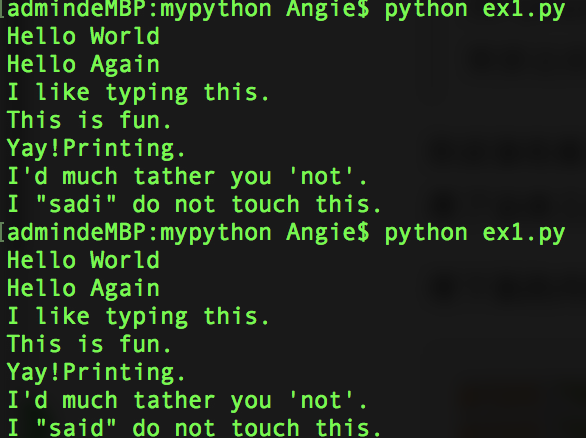 [admindeMBP:mypython Angie$ python ex1.py
Hello World
Hello Again
I like typing this.
This is fun.
Yay!Printing.
I'd much tather you 'not'.
I "sadi" do not touch this.
[admindeMBP:mypython Angie$ python ex1.py
Hello World
Hello Again
I like typing this.
This is fun.
Yay!Printing.
I'd much tather you 'not'.
I "said" do not touch this.